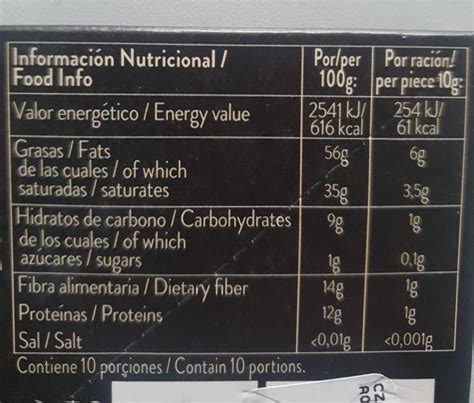 Información Nutricional / Por/per Por ración/
Food Info 100g: per piece 10g:
Valor energético / Energy value 2541 kJ/ 254 kJ/
616 kcal 61 kcal
Grasas / Fats 56g 6g
de las cuales / of which
saturadas / saturates 35g 3,5g
Hidratos de carbono / Carbohydrates 9g 1g
de los cuales / of which
azucares / sugars 1g 0,1g
Fibra alimentaria / Dietary fiber 14g 1g
Proteínas / Proteins 12g 1g
Sal / Salt <0,01g <0,001g
Contiene 10 porciones / Contain 10 portions.
CZ